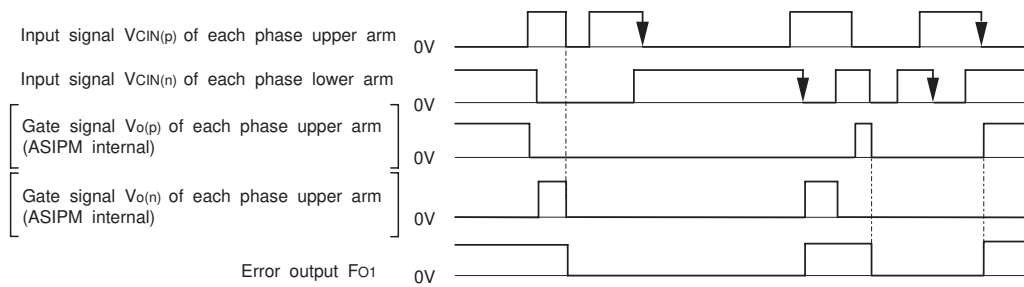 Input signal VCIN(p) of each phase upper arm 0V
Input signal VCIN(n) of each phase lower arm 0V
Gate signal Vo(p) of each phase upper arm
(ASIPM internal) 0V
Gate signal Vo(n) of each phase upper arm
(ASIPM internal) 0V
Error output FO1 0V